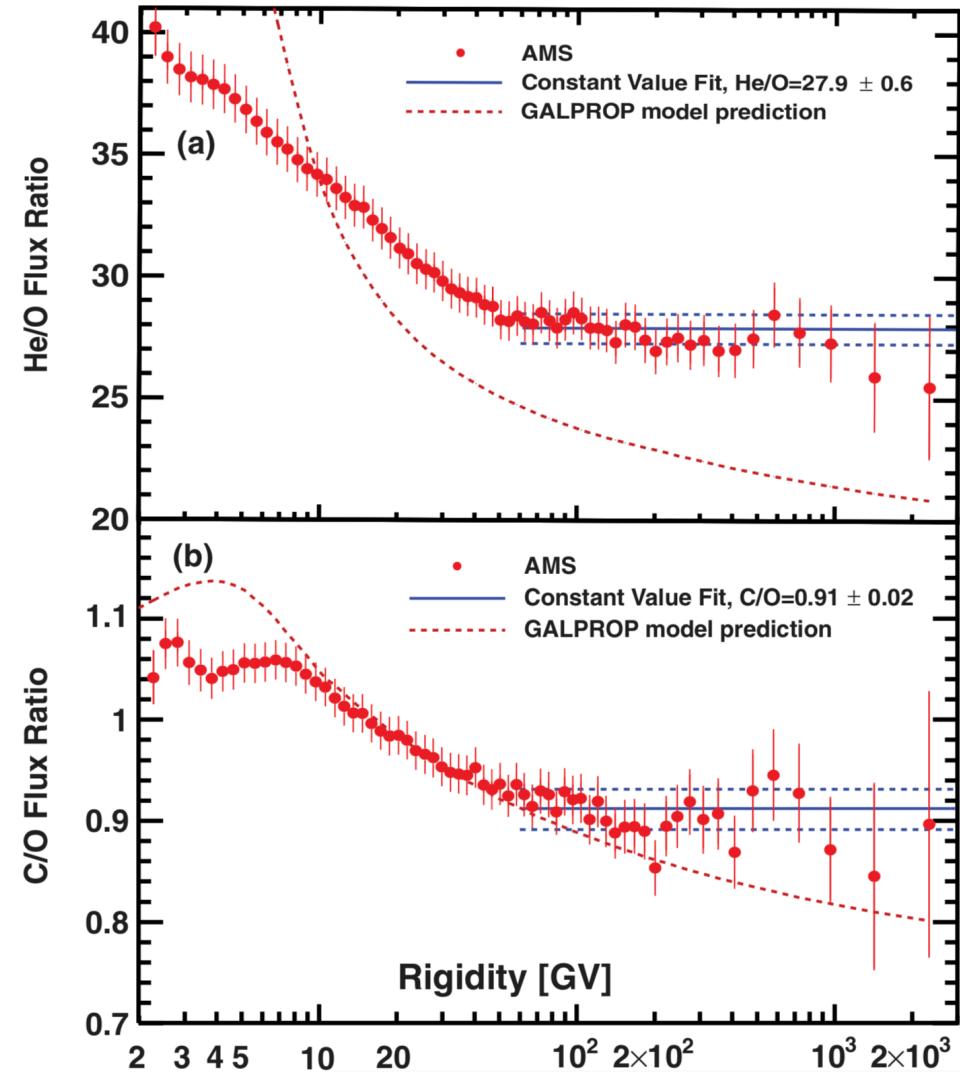 40
AMS
Constant Value Fit, He/O=27.9 ± 0.6
GALPROP model prediction
(a)
35
He/O Flux Ratio
30
25
20
(b)
AMS
Constant Value Fit, C/O=0.91 ± 0.02
GALPROP model prediction
1.1
1
C/O Flux Ratio
0.9
0.8
Rigidity [GV]
0.7
2 3 4 5 10 20 10² 2×10² 10³ 2×10³